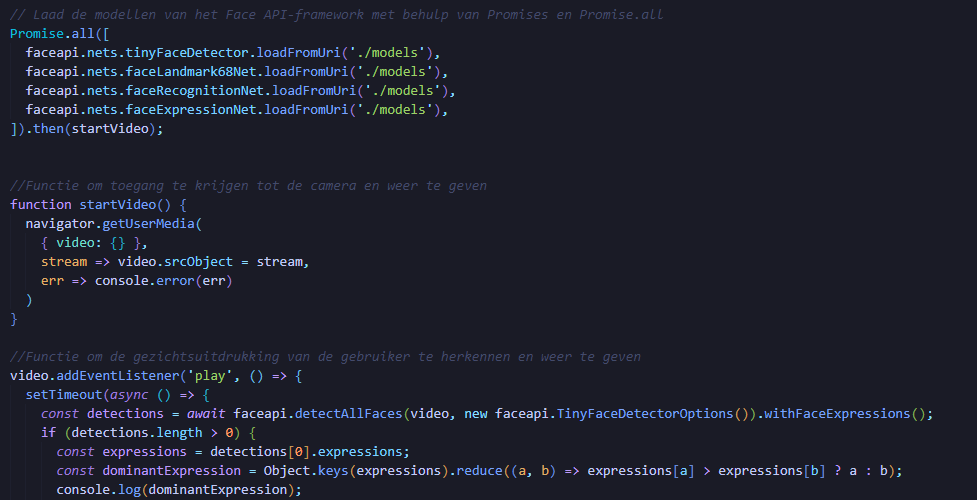 // Laad de modellen van het Face API-framework met behulp van Promises en Promise.all
Promise.all([
  faceapi.nets.tinyFaceDetector.loadFromUri('./models'),
  faceapi.nets.faceLandmark68Net.loadFromUri('./models'),
  faceapi.nets.faceRecognitionNet.loadFromUri('./models'),
  faceapi.nets.faceExpressionNet.loadFromUri('./models'),
]).then(startVideo);
//Functie om toegang te krijgen tot de camera en weer te geven
function startVideo() {
  navigator.getUserMedia(
    { video: {} },
    stream => video.srcObject = stream,
    err => console.error(err)
  )
}
//Functie om de gezichtsuitdrukking van de gebruiker te herkennen en weer te geven
video.addEventListener('play', () => {
  setTimeout(async () => {
    const detections = await faceapi.detectAllFaces(video, new faceapi.TinyFaceDetectorOptions()).withFaceExpressions();
    if (detections.length > 0) {
      const expressions = detections[0].expressions;
      const dominantExpression = Object.keys(expressions).reduce((a, b) => expressions[a] > expressions[b] ? a : b);
      console.log(dominantExpression);